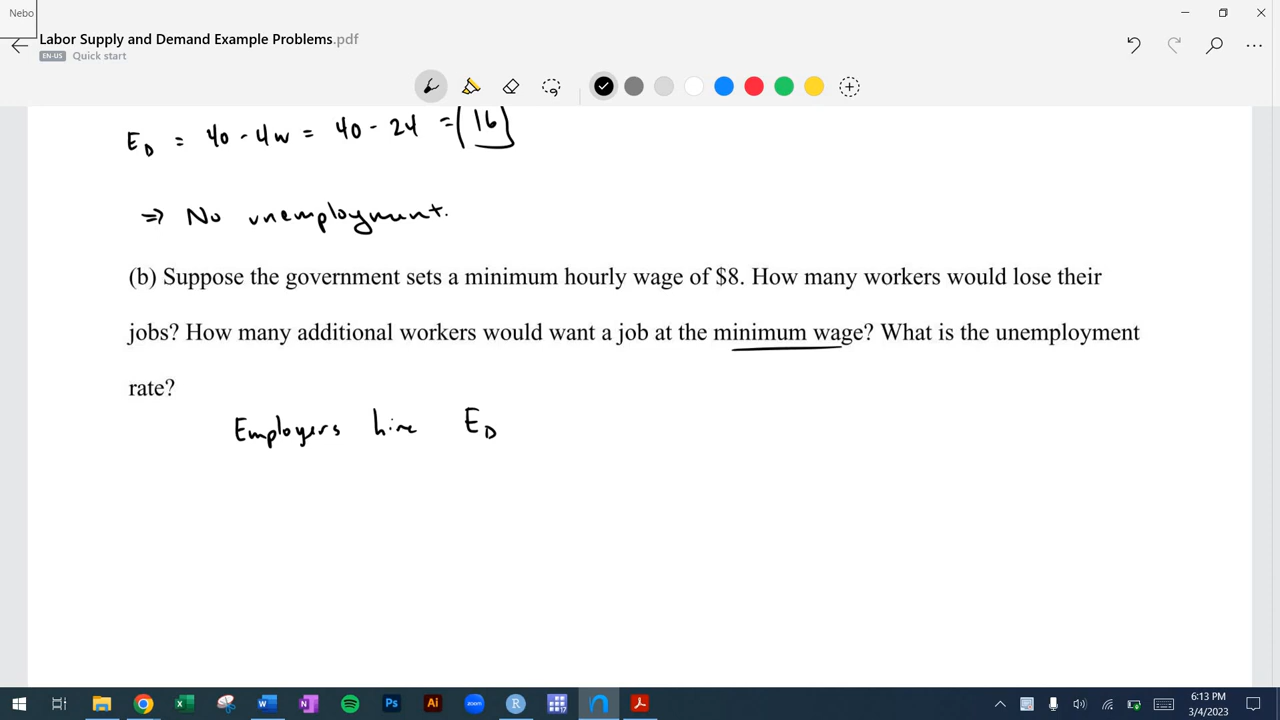 Nebo
Labor Supply and Demand Example Problems.pdf
EN-US Quick start
E_D = 40 - 4w = 40 - 24 = 16
⇒ No unemployment.
(b) Suppose the government sets a minimum hourly wage of $8. How many workers would lose their
jobs? How many additional workers would want a job at the minimum wage? What is the unemployment
rate?
Employers hire E_D
6:13 PM
3/4/2023